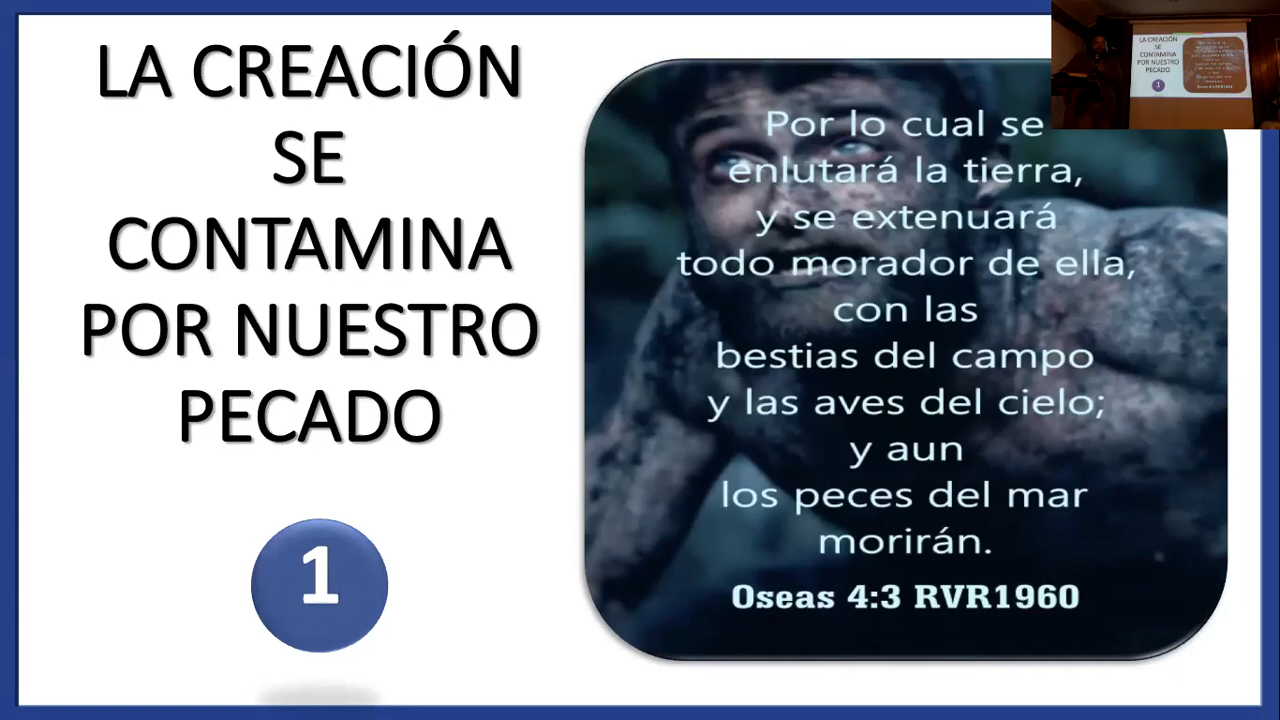 LA CREACIÓN
SE
CONTAMINA
POR NUESTRO
PECADO
1
Por lo cual se
enlutará la tierra,
y se extenuará
todo morador de ella,
con las
bestias del campo
y las aves del cielo;
y aun
los peces del mar
morirán.
Oseas 4:3 RVR1960
LA CREACIÓN
SE
CONTAMINA
POR NUESTRO
PECADO
1